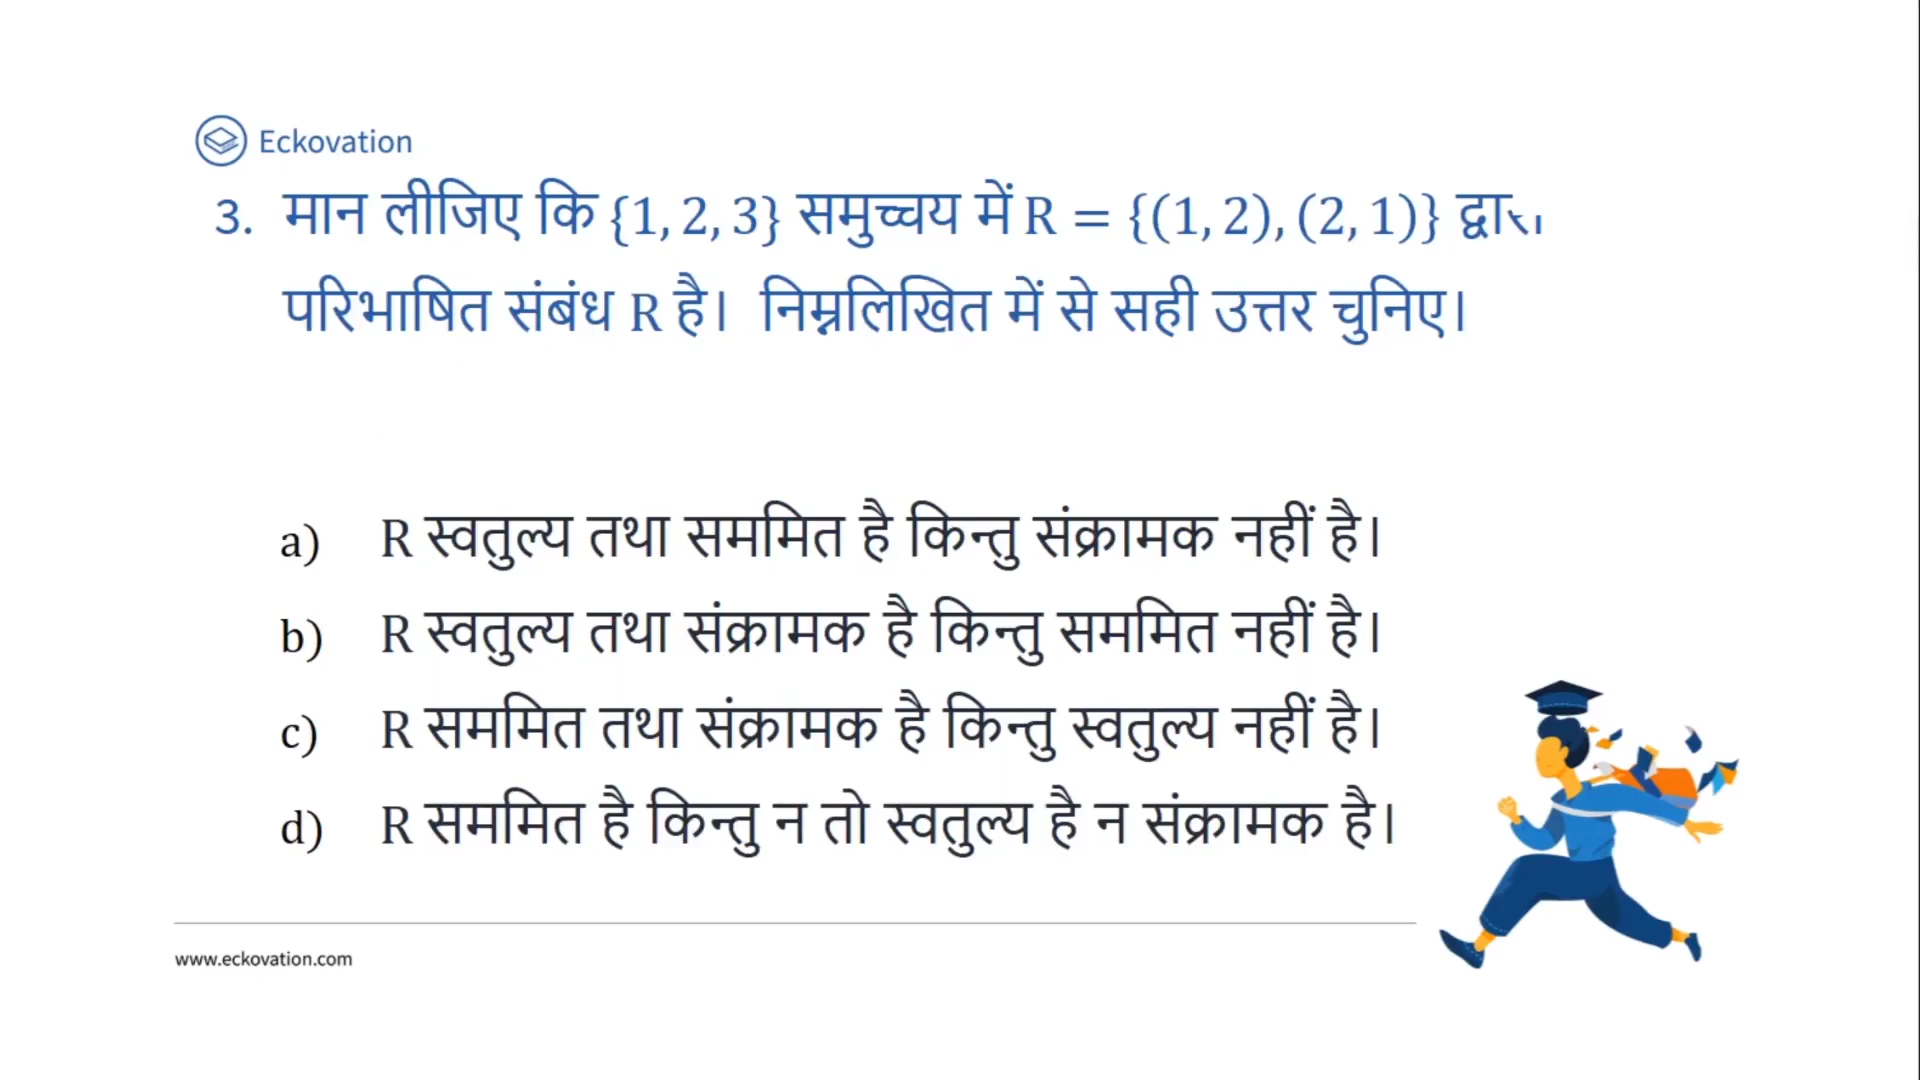 Eckovation
3. मान लीजिए कि {1, 2, 3} समुच्चय में R = {(1, 2), (2, 1)} द्वारा
परिभाषित संबंध R है। निम्नलिखित में से सही उत्तर चुनिए।
a) R स्वतुल्य तथा सममित है किन्तु संक्रामक नहीं है।
b) R स्वतुल्य तथा संक्रामक है किन्तु सममित नहीं है।
c) R सममित तथा संक्रामक है किन्तु स्वतुल्य नहीं है।
d) R सममित है किन्तु न तो स्वतुल्य है न संक्रामक है।
www.eckovation.com